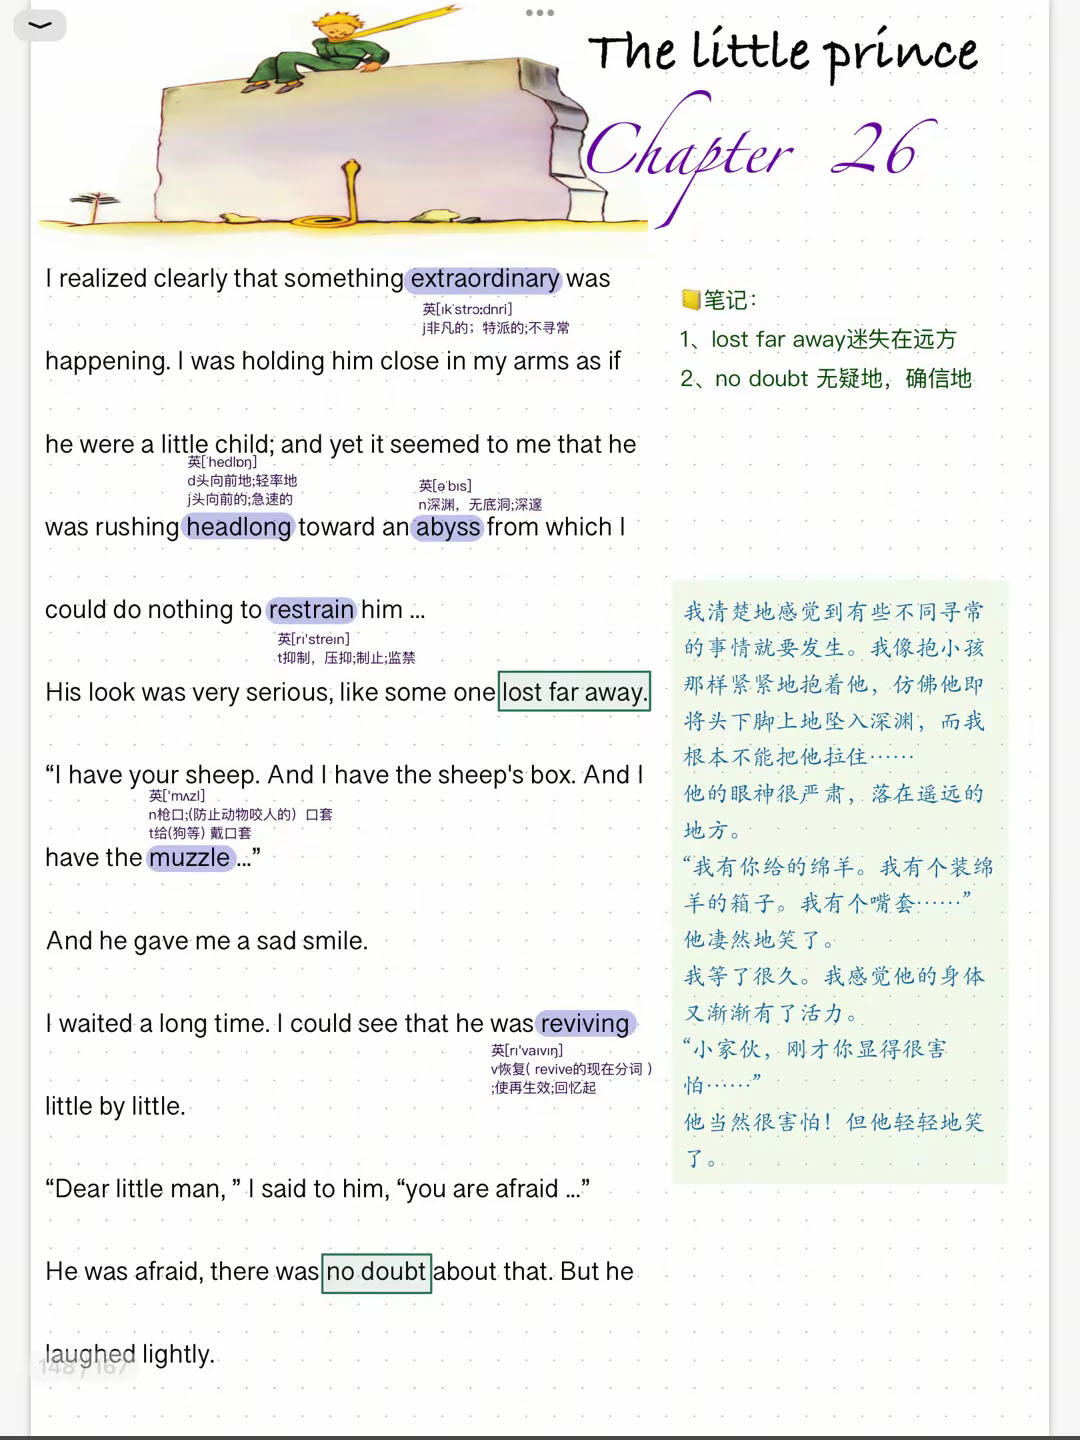 The little prince
Chapter 26
I realized clearly that something extraordinary was
英[ɪkˈstrɔːdnri]
j非凡的；特派的;不寻常
happening. I was holding him close in my arms as if
he were a little child; and yet it seemed to me that he
英[ˈhedlɒŋ]
d头向前地;轻率地
j头向前的;急速的
英[əˈbɪs]
n深渊，无底洞;深邃
was rushing headlong toward an abyss from which I
could do nothing to restrain him ...
英[rɪ'streɪn]
t抑制，压抑;制止;监禁
His look was very serious, like some one lost far away.
“I have your sheep. And I have the sheep's box. And I
英['mʌzl]
n枪口;(防止动物咬人的）口套
t给(狗等) 戴口套
have the muzzle ...”
And he gave me a sad smile.
I waited a long time. I could see that he was reviving
英[rɪ'vaɪvɪŋ]
v恢复( revive的现在分词 )
;使再生效;回忆起
little by little.
“Dear little man, ” I said to him, “you are afraid ...”
He was afraid, there was no doubt about that. But he
laughed lightly.
148 / 167
笔记：
1、lost far away迷失在远方
2、no doubt 无疑地，确信地
我清楚地感觉到有些不同寻常
的事情就要发生。我像抱小孩
那样紧紧地抱着他，仿佛他即
将头下脚上地坠入深渊，而我
根本不能把他拉住……
他的眼神很严肃，落在遥远的
地方。
“我有你给的绵羊。我有个装绵
羊的箱子。我有个嘴套……”
他凄然地笑了。
我等了很久。我感觉他的身体
又渐渐有了活力。
“小家伙，刚才你显得很害
怕……”
他当然很害怕！但他轻轻地笑
了。